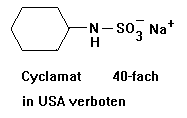 N – SO₃⁻ Na⁺
H
Cyclamat 40-fach
in USA verboten